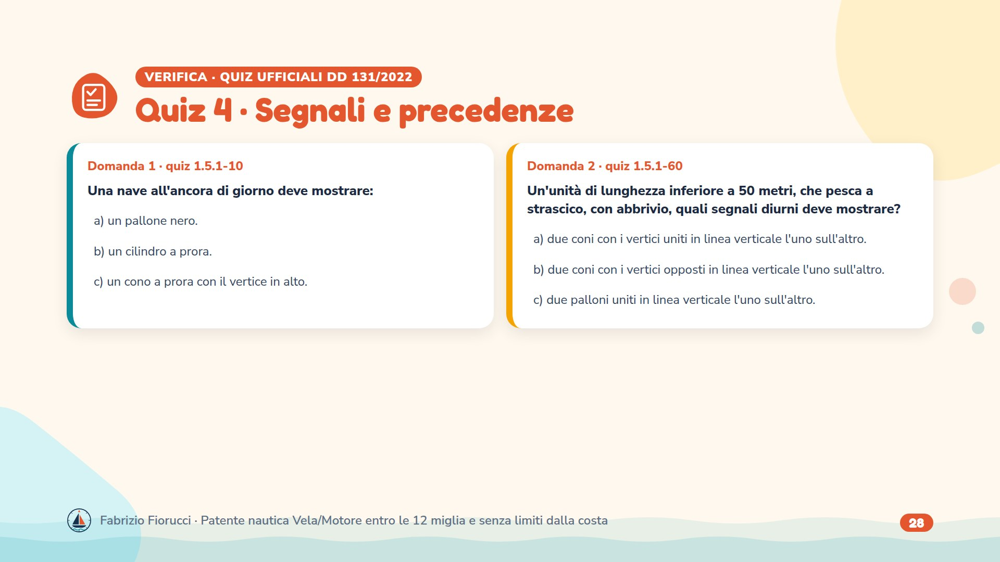 VERIFICA · QUIZ UFFICIALI DD 131/2022
Quiz 4 · Segnali e precedenze
Domanda 1 · quiz 1.5.1-10
Una nave all'ancora di giorno deve mostrare:
a) un pallone nero.
b) un cilindro a prora.
c) un cono a prora con il vertice in alto.
Domanda 2 · quiz 1.5.1-60
Un'unità di lunghezza inferiore a 50 metri, che pesca a
strascico, con abbrivio, quali segnali diurni deve mostrare?
a) due coni con i vertici uniti in linea verticale l'uno sull'altro.
b) due coni con i vertici opposti in linea verticale l'uno sull'altro.
c) due palloni uniti in linea verticale l'uno sull'altro.
Fabrizio Fiorucci · Patente nautica Vela/Motore entro le 12 miglia e senza limiti dalla costa
28